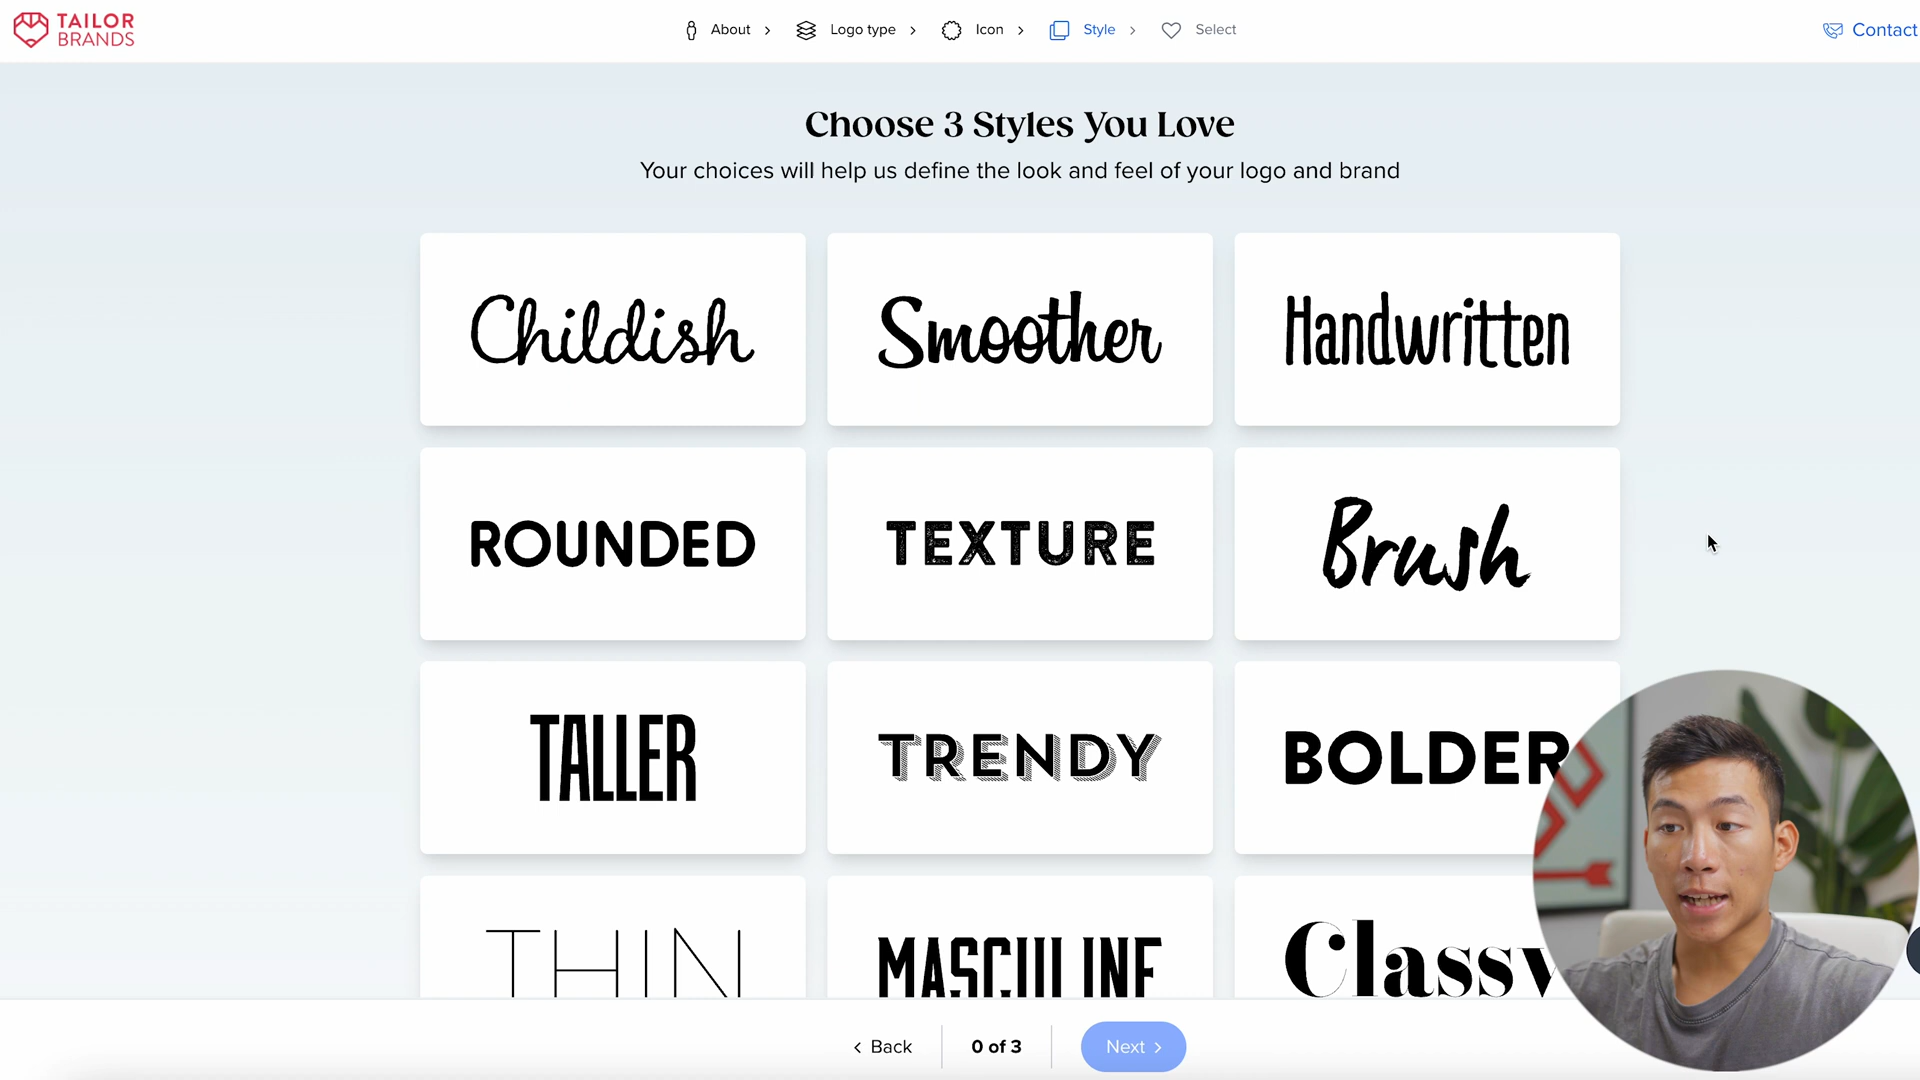 TAILOR
BRANDS
About
Logo type
Icon
Style
Select
Contact
Choose 3 Styles You Love
Your choices will help us define the look and feel of your logo and brand
Childish
Smoother
Handwritten
ROUNDED
TEXTURE
Brush
TALLER
TRENDY
BOLDER
THIN
MASCULINE
Classy
Back
0 of 3
Next